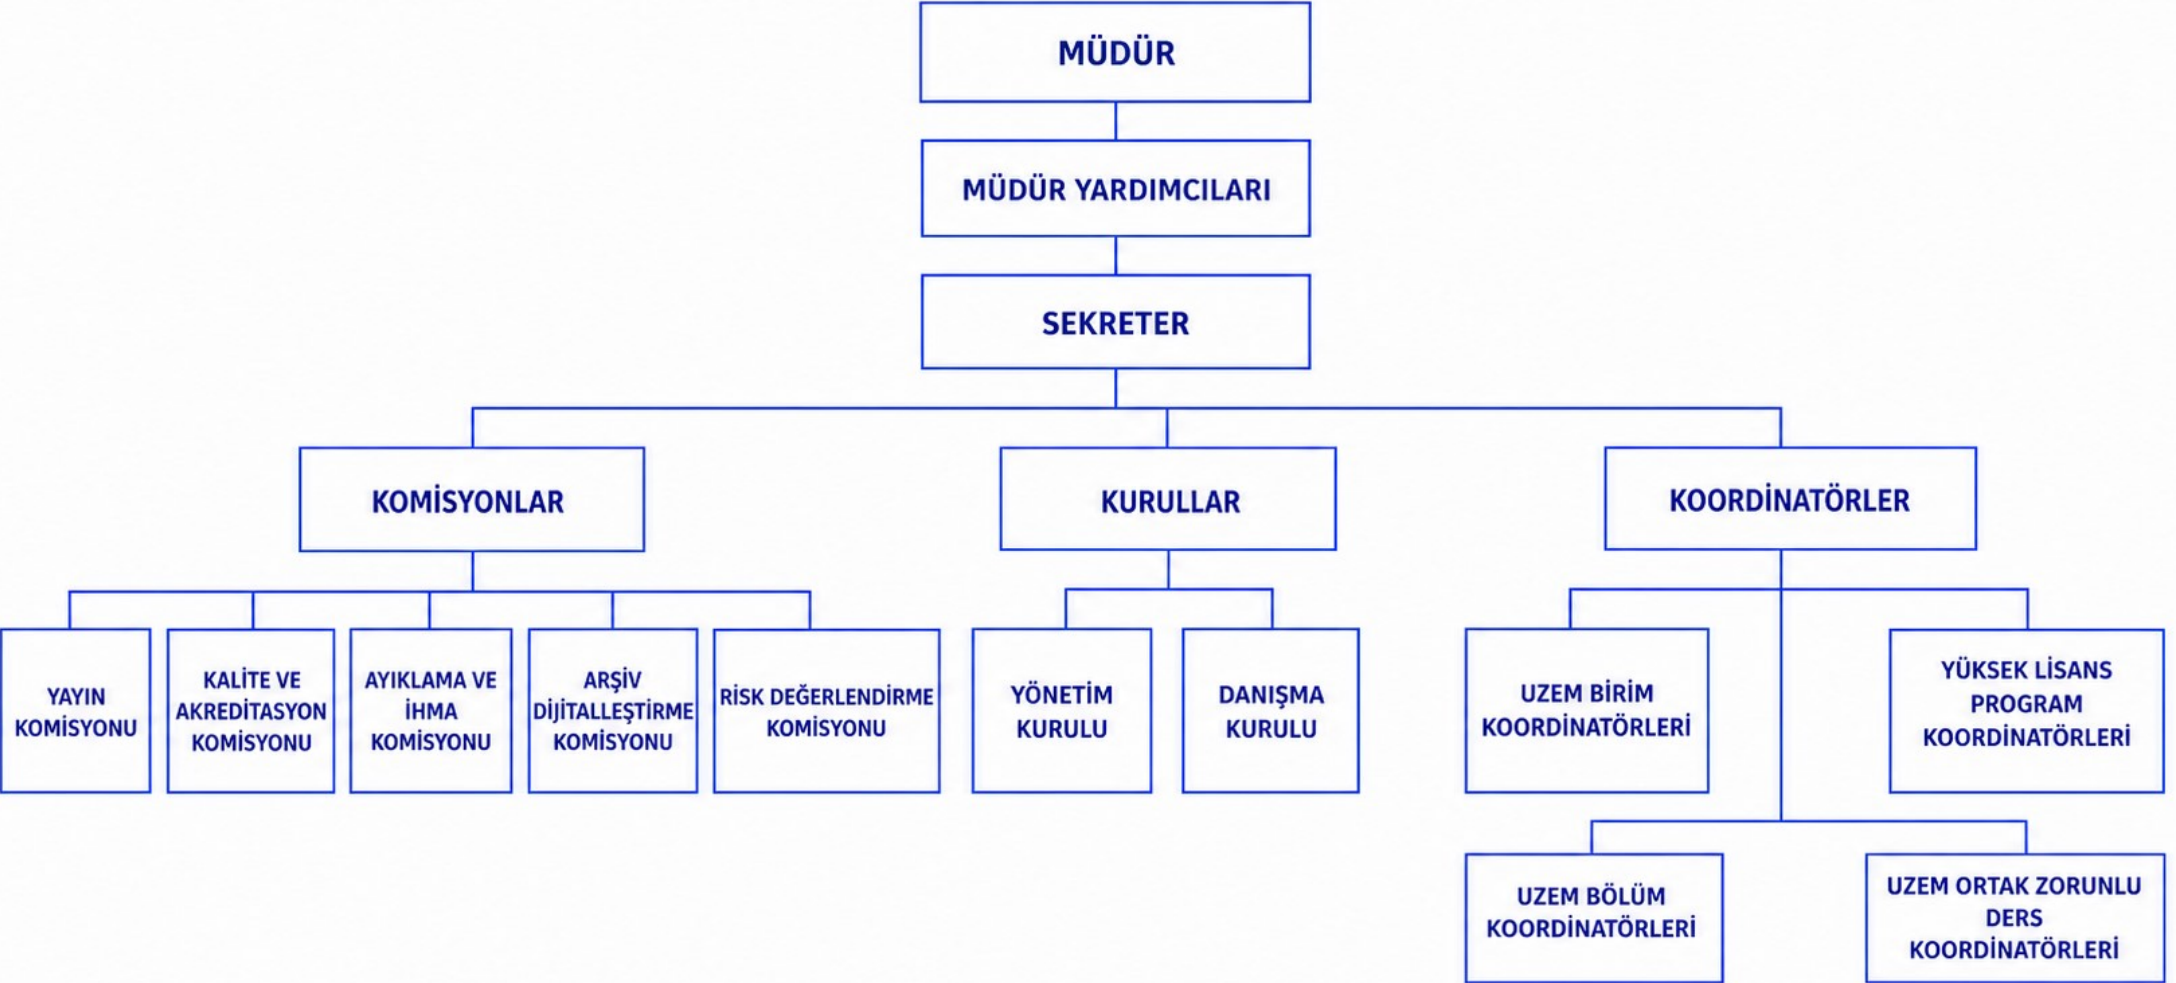 MÜDÜR
MÜDÜR YARDIMCILARI
SEKRETER
KOMİSYONLAR
KURULLAR
KOORDİNATÖRLER
YAYIN
KOMİSYONU
KALİTE VE
AKREDİTASYON
KOMİSYONU
AYIKLAMA VE
İHMA
KOMİSYONU
ARŞİV
DİJİTALLEŞTİRME
KOMİSYONU
RİSK DEĞERLENDİRME
KOMİSYONU
YÖNETİM
KURULU
DANIŞMA
KURULU
UZEM BİRİM
KOORDİNATÖRLERİ
YÜKSEK LİSANS
PROGRAM
KOORDİNATÖRLERİ
UZEM BÖLÜM
KOORDİNATÖRLERİ
UZEM ORTAK ZORUNLU
DERS
KOORDİNATÖRLERİ